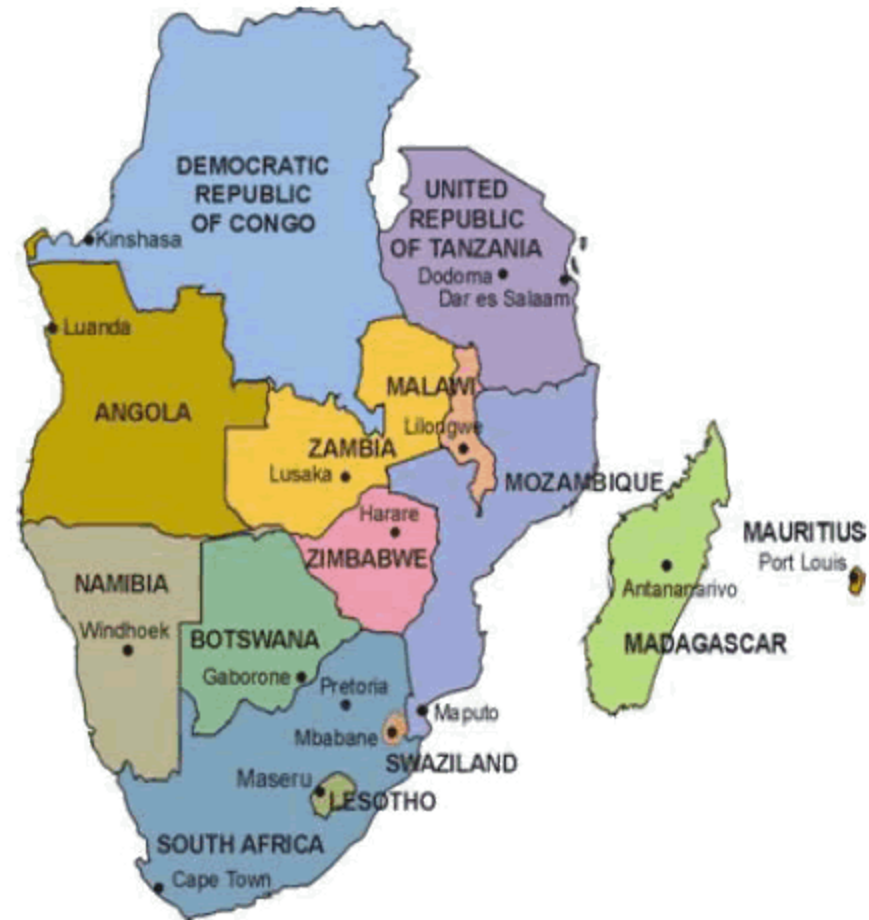 DEMOCRATIC
REPUBLIC
OF CONGO
Kinshasa
UNITED
REPUBLIC
OF TANZANIA
Dodoma
Dar es Salaam
Luanda
ANGOLA
MALAWI
Lilongwe
ZAMBIA
Lusaka
MOZAMBIQUE
Harare
ZIMBABWE
MAURITIUS
Port Louis
NAMIBIA
Windhoek
Antananarivo
MADAGASCAR
BOTSWANA
Gaborone
Pretoria
Maputo
Mbabane
SWAZILAND
Maseru
LESOTHO
SOUTH AFRICA
Cape Town